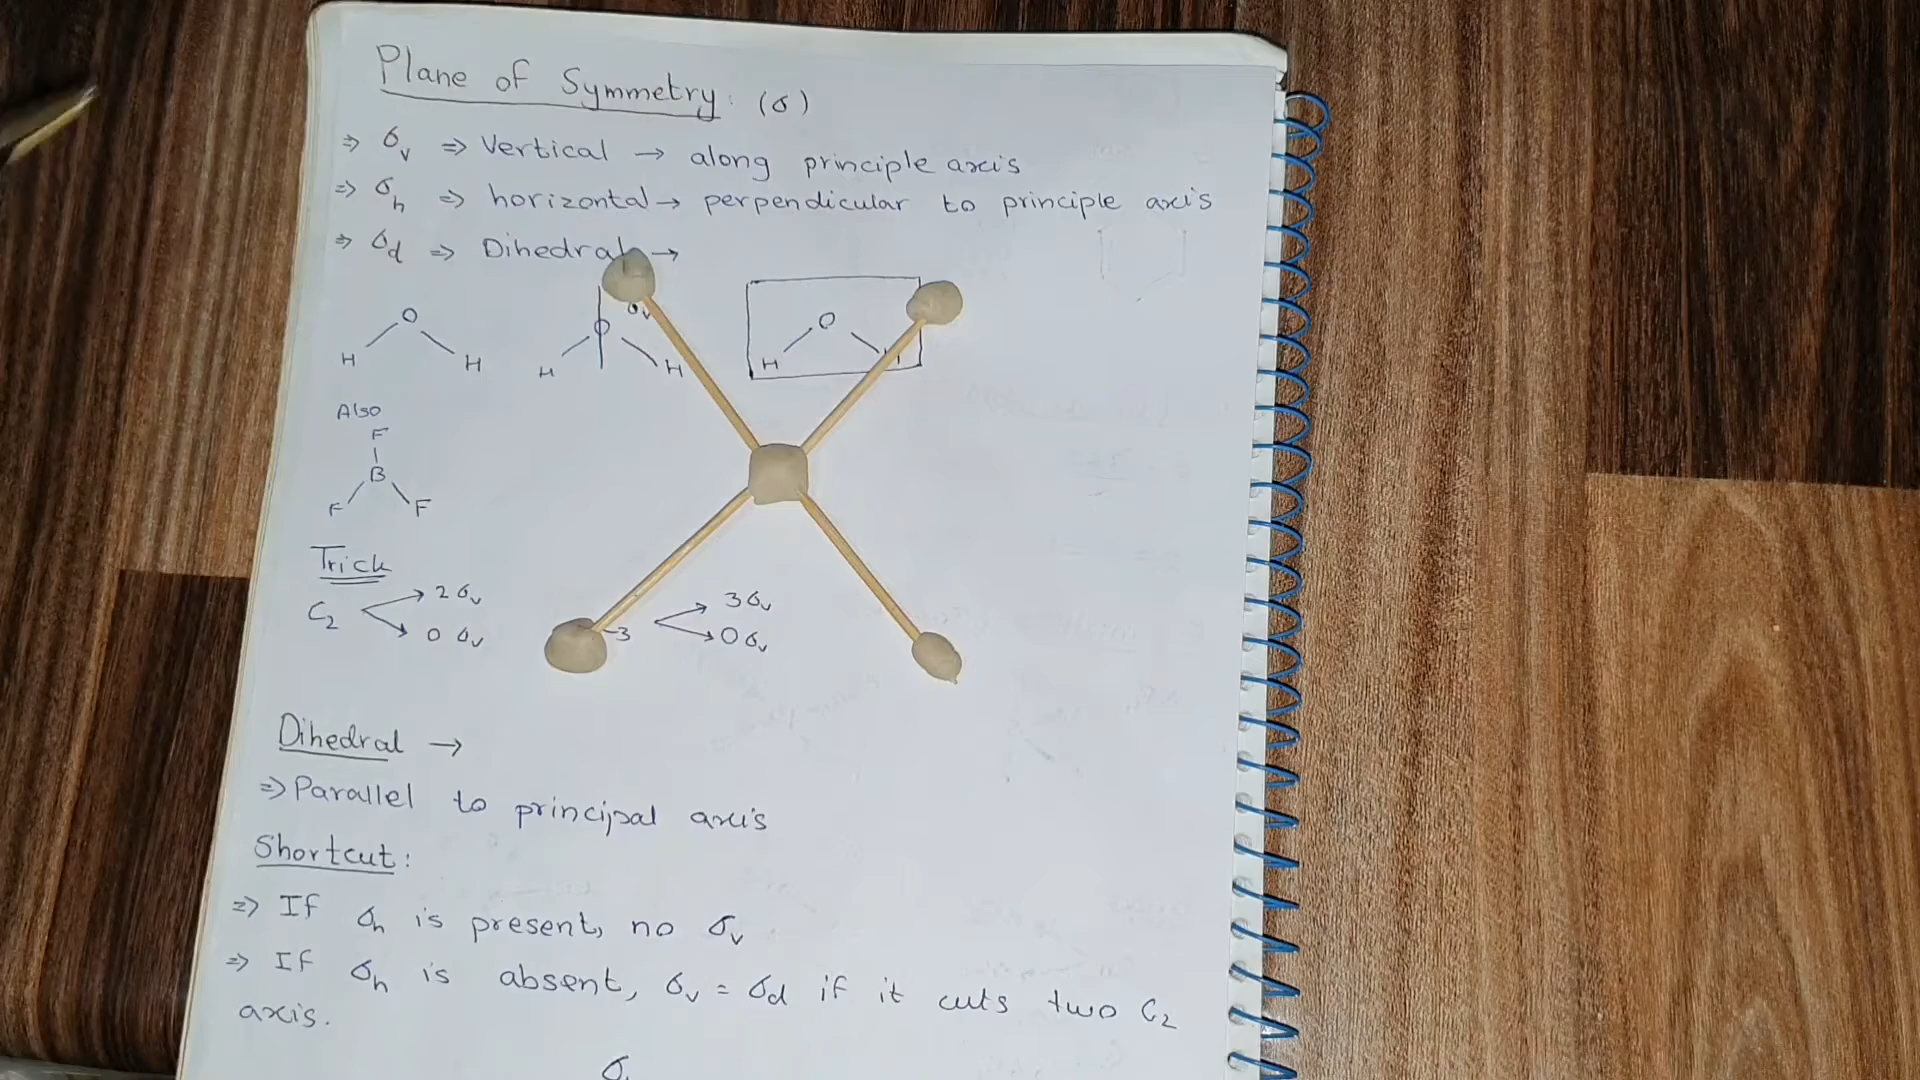 Plane of Symmetry: (σ)
⇒ σv ⇒ Vertical → along principle axis
⇒ σh ⇒ horizontal → perpendicular to principle axis
⇒ σd ⇒ Dihedral →
O
H H
σv
O
H H
O
H
Also
F
B
F F
Trick
C2 → 2σv
→ 0 σv
3 → 3σv
→ 0σv
Dihedral →
⇒ Parallel to principal axis
Shortcut:
⇒ If σh is present, no σv
⇒ If σh is absent, σv = σd if it cuts two C2
axis.